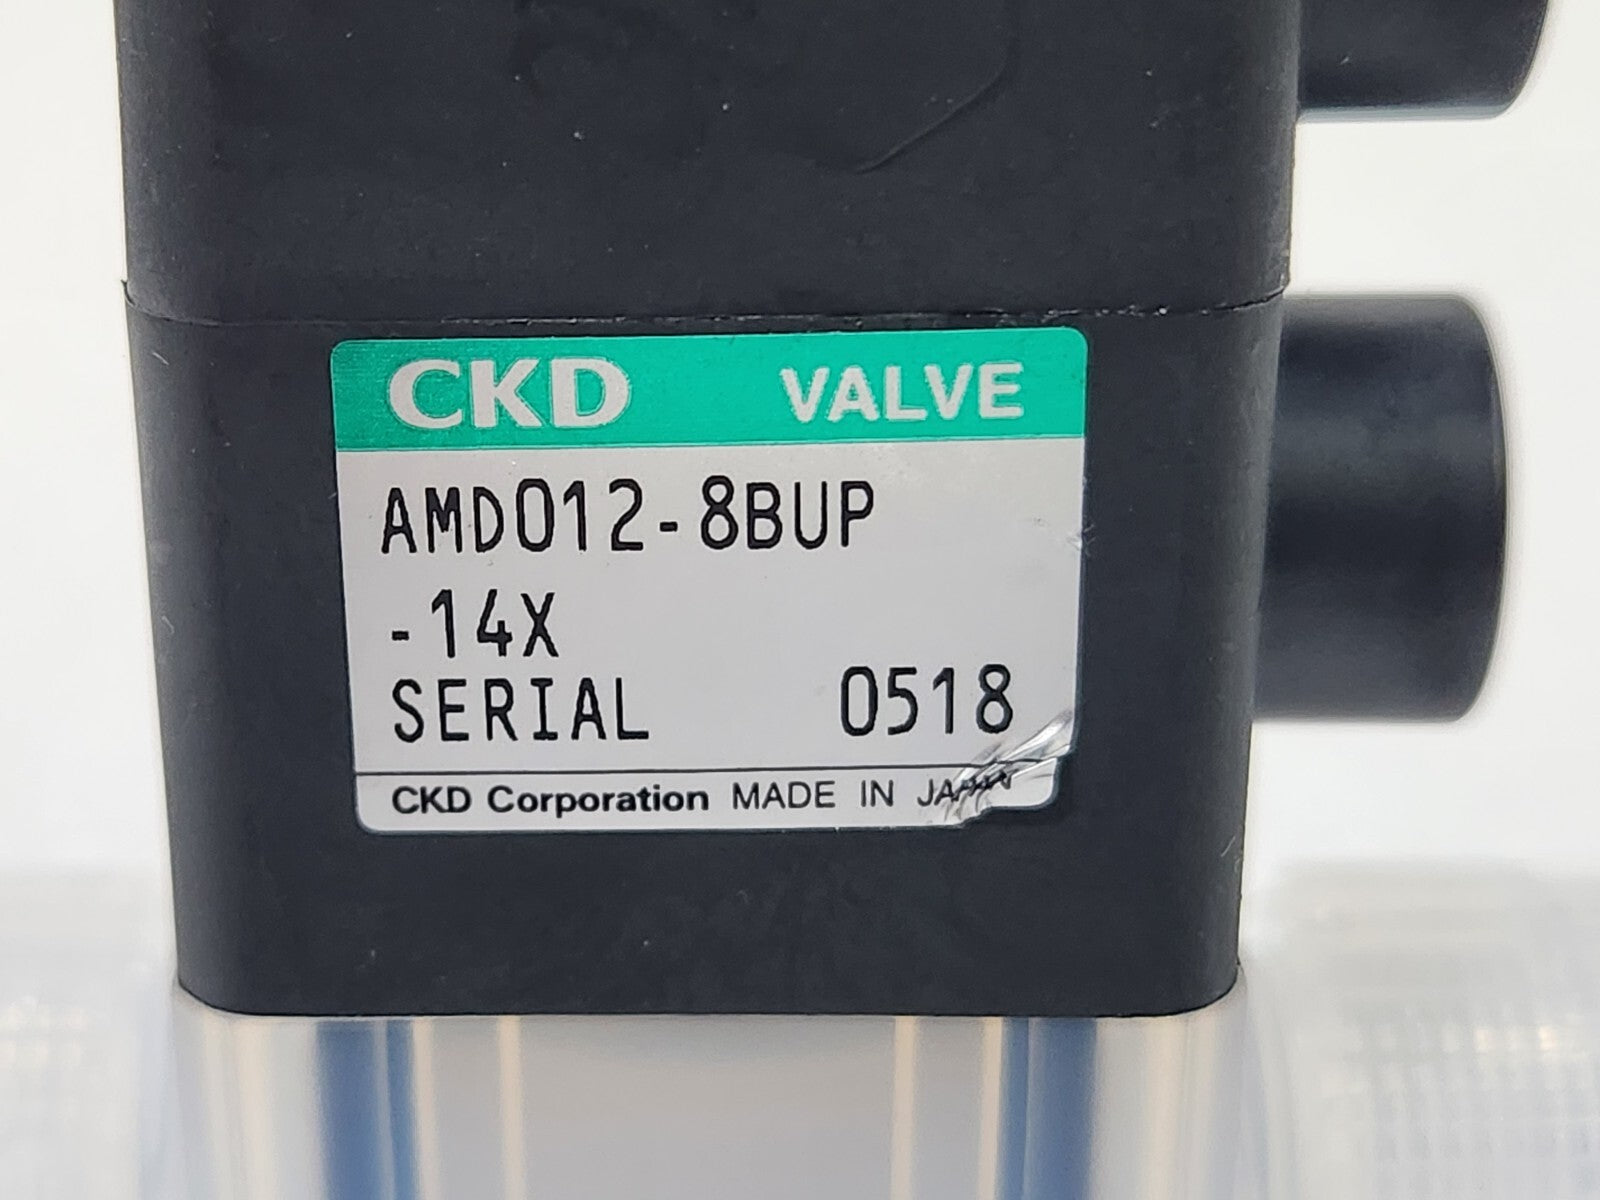 CKD VALVE
AMD012-8BUP
-14X
SERIAL 0518
CKD Corporation MADE IN JAPAN